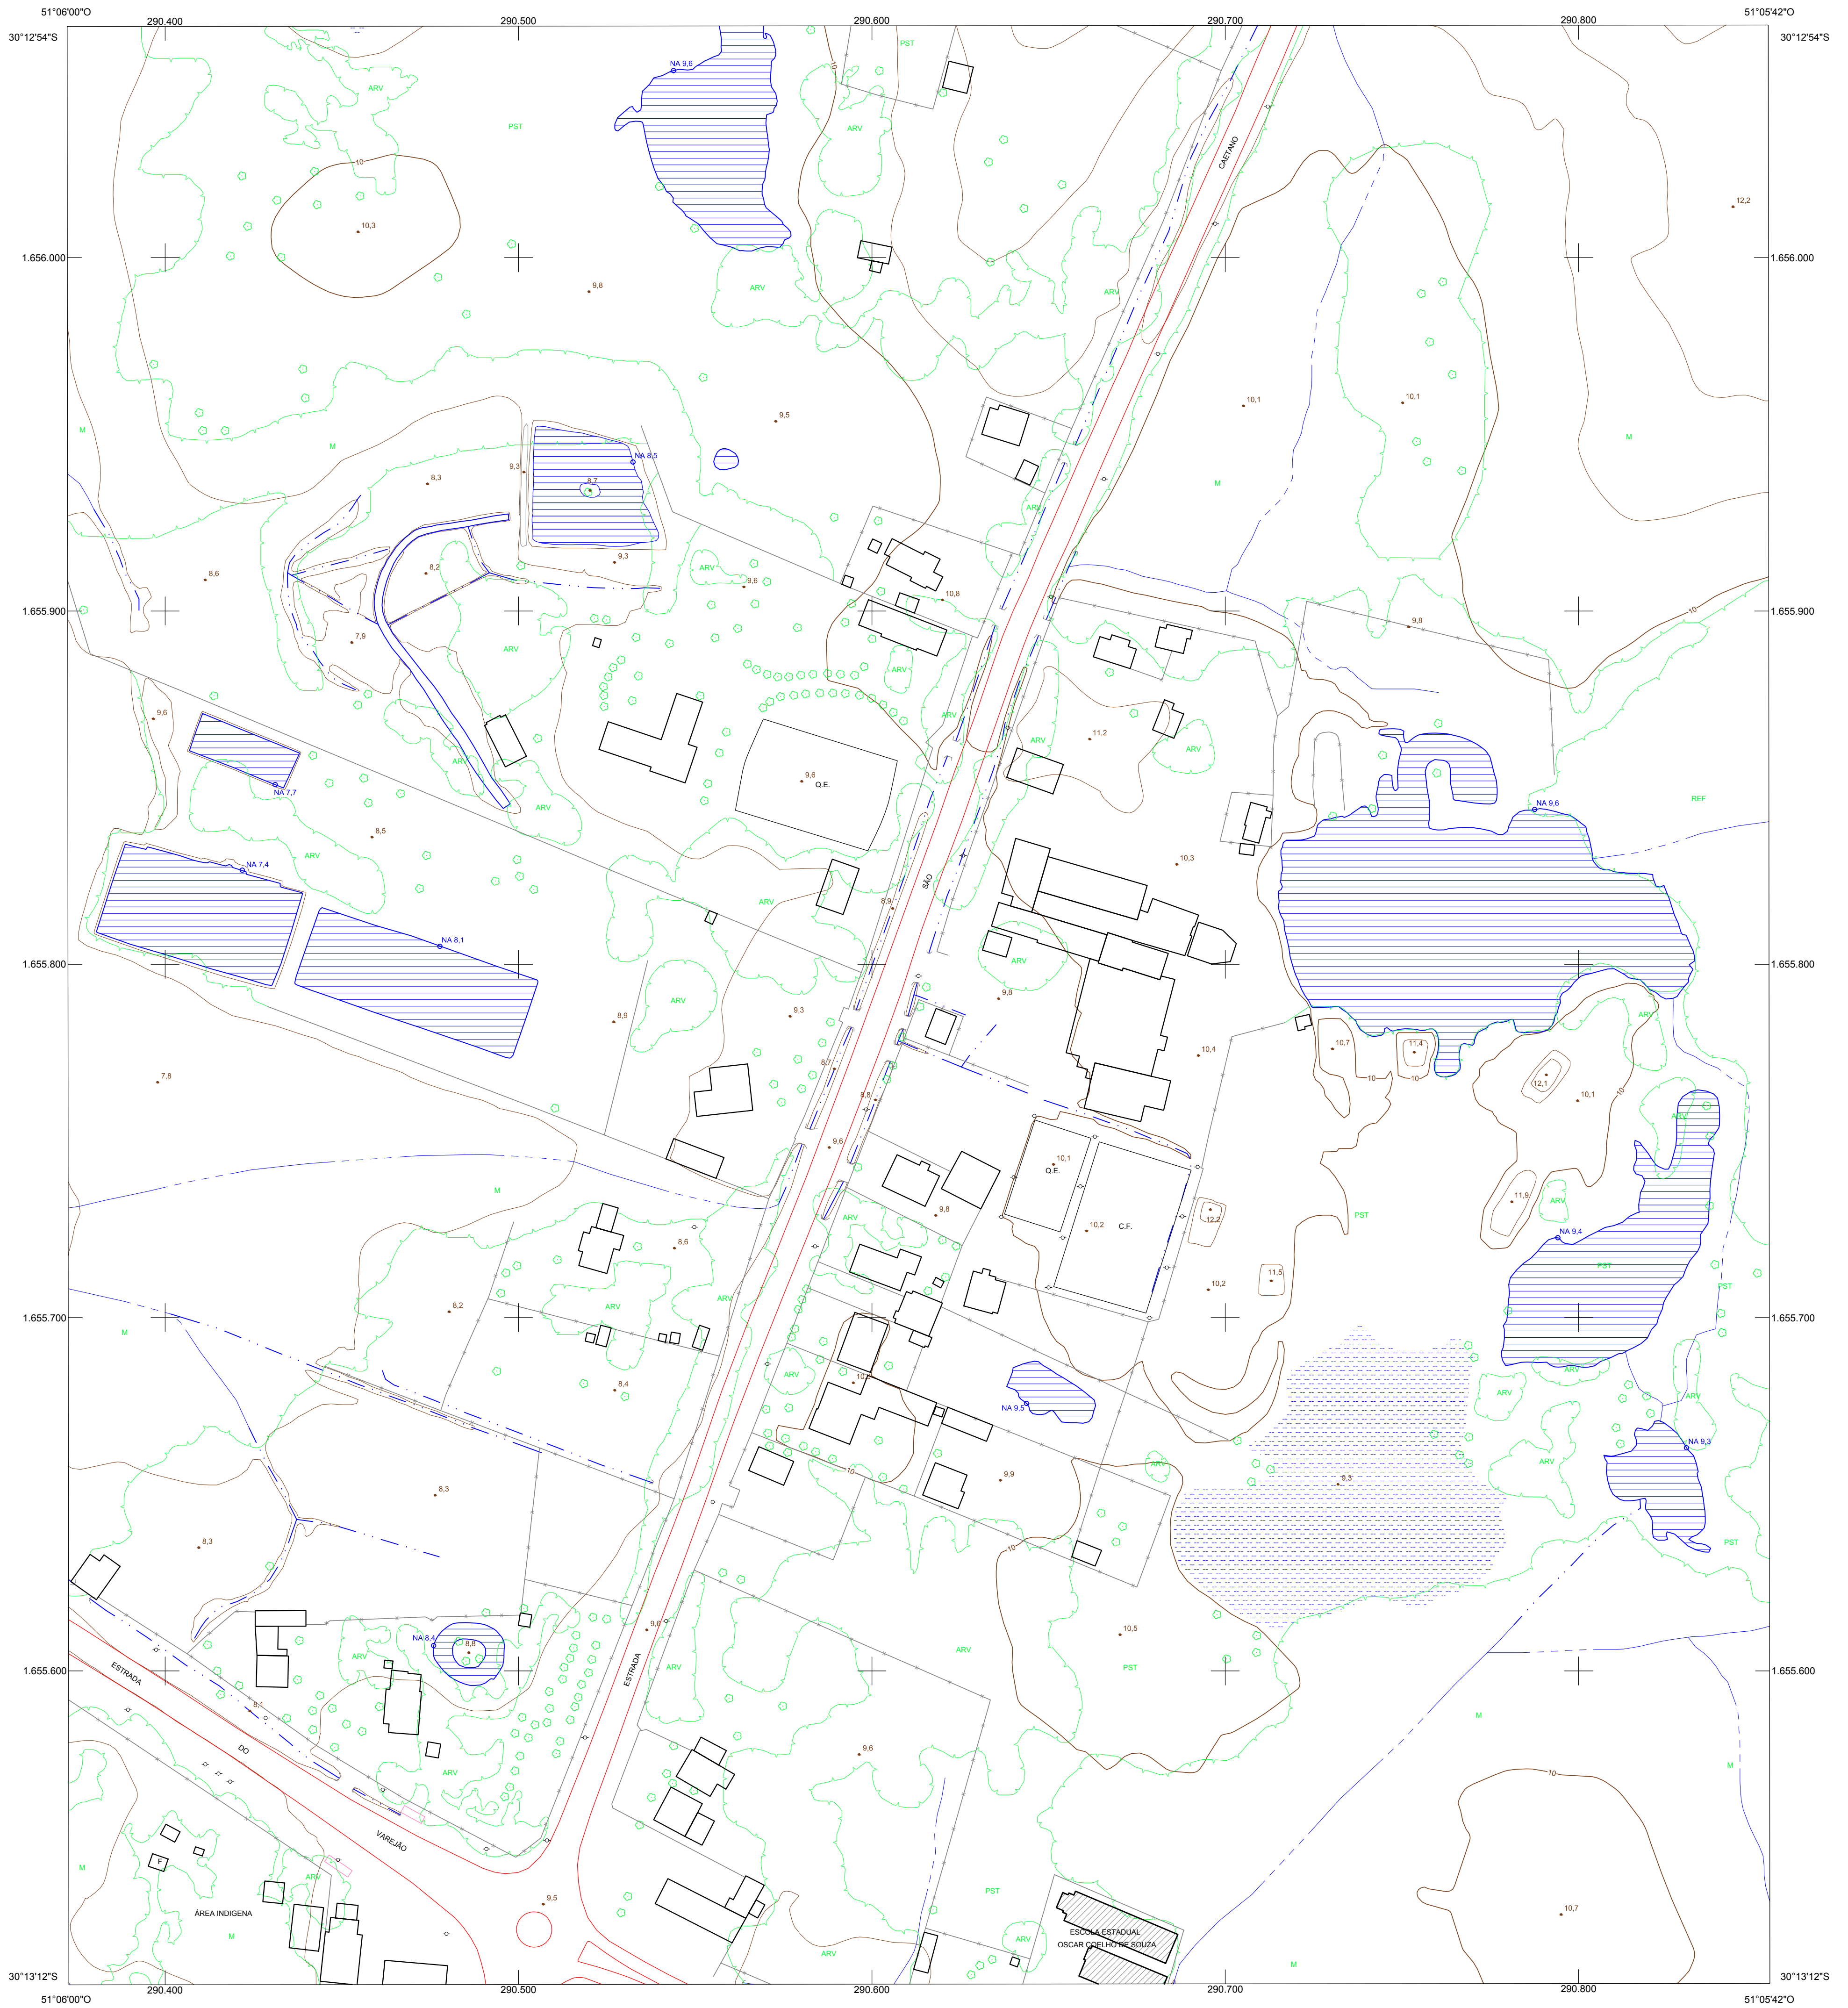 51°06'00"O
290.400
290.500
290.600
290.700
290.800
51°05'42"O
30°12'54"S
30°12'54"S
PST
NA 9,6
ARV
10
PST
ARV
CAETANO
10
12,2
10,3
1.656.000
1.656.000
ARV
9,8
ARV
10,1
10,1
9,5
M
M
M
NA 8,5
9,3
8,3
8,7
M
ARV
9,3
8,6
8,2
ARV
9,6
10,8
1.655.900
1.655.900
10
9,8
7,9
ARV
ARV
9,6
ARV
11,2
ARV
ARV
ARV
NA 7,7
9,6
Q.E.
ARV
REF
NA 9,6
8,5
ARV
10,3
NA 7,4
SÃO
ARV
8,9
NA 8,1
1.655.800
1.655.800
ARV
ARV
9,8
8,9
9,3
ARV
10,7
11,4
10,4
8,7
7,8
10
10
12,1
10,1
10
8,8
ARV
9,6
10,1
Q.E.
M
11,9
ARV
ARV
9,8
12,2
PST
10,2
C.F.
NA 9,4
8,6
PST
11,5
10,2
PST
8,2
ARV
1.655.700
1.655.700
M
ARV
ARV
8,4
ARV
ARV
NA 9,5
NA 9,3
10
ARV
ARV
9,9
9,3
8,3
8,3
10
PST
9,6
10,5
NA 8,4
8,8
ARV
ARV
ARV
PST
1.655.600
1.655.600
ESTRADA
ESTRADA
8,1
M
DO
9,6
M
ARV
10
VAREJÃO
F
M
ARV
9,5
PST
10,7
ÁREA INDIGENA
M
ESCOLA ESTADUAL
ARV
OSCAR COELHO DE SOUZA
ARV
M
30°13'12"S
30°13'12"S
290.400
290.500
290.600
290.700
290.800
51°06'00"O
51°05'42"O